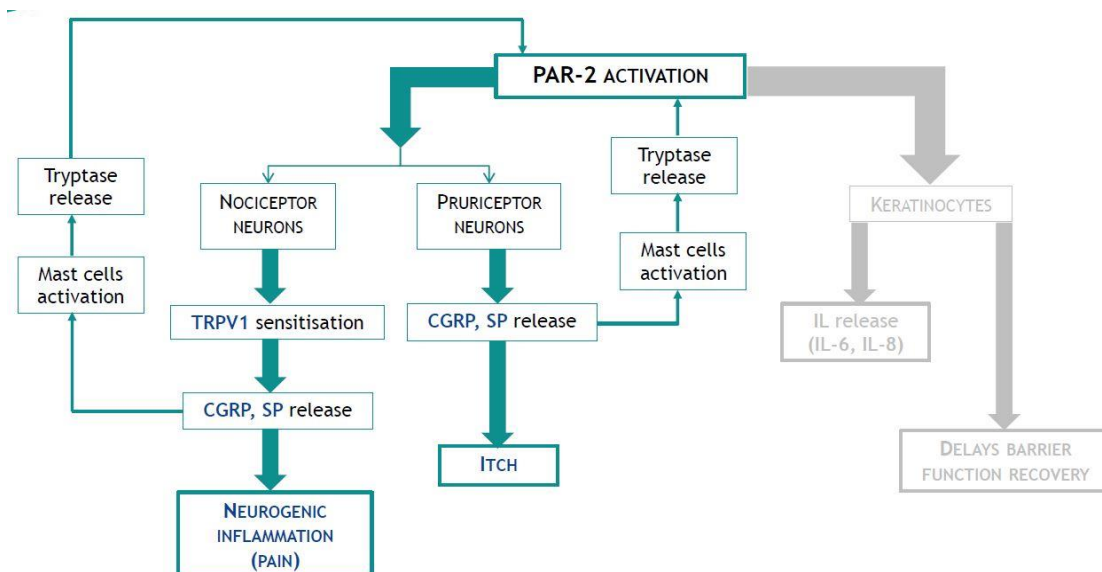 PAR-2 ACTIVATION
Tryptase
release
Mast cells
activation
NOCICEPTOR
NEURONS
TRPV1 sensitisation
CGRP, SP release
NEUROGENIC
INFLAMMATION
(PAIN)
PRURICEPTOR
NEURONS
CGRP, SP release
ITCH
Tryptase
release
Mast cells
activation
KERATINOCYTES
IL release
(IL-6, IL-8)
DELAYS BARRIER
FUNCTION RECOVERY